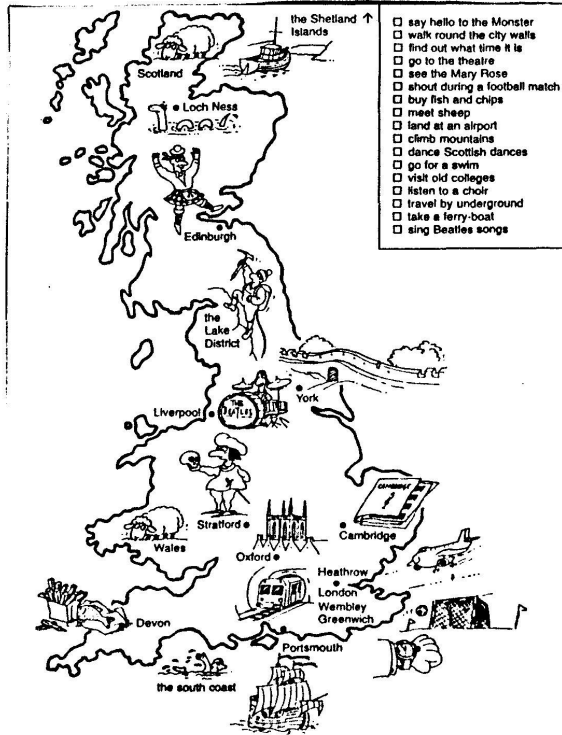 the Shetland ↑
Islands
Scotland
Loch Ness
Edinburgh
the
Lake
District
York
Liverpool
THE
BEATLES
Stratford
Wales
CAMBRIDGE
Cambridge
Oxford
Heathrow
London
Wembley
Greenwich
Devon
Portsmouth
the south coast
□ say hello to the Monster
□ walk round the city walls
□ find out what time it is
□ go to the theatre
□ see the Mary Rose
□ shout during a football match
□ buy fish and chips
□ meet sheep
□ land at an airport
□ climb mountains
□ dance Scottish dances
□ go for a swim
□ visit old colleges
□ listen to a choir
□ travel by underground
□ take a ferry-boat
□ sing Beatles songs